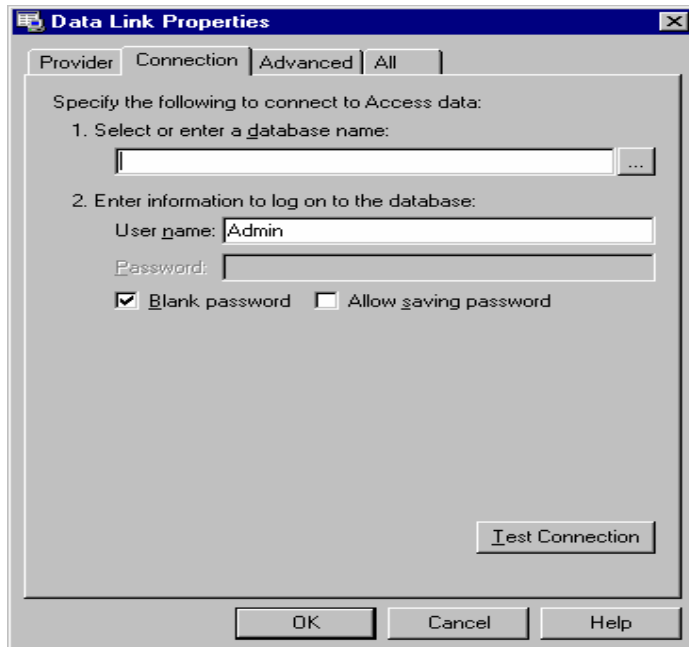 Data Link Properties
Provider Connection Advanced All
Specify the following to connect to Access data:
1. Select or enter a database name:
...
2. Enter information to log on to the database:
User name: Admin
Password:
Blank password Allow saving password
Test Connection
OK Cancel Help